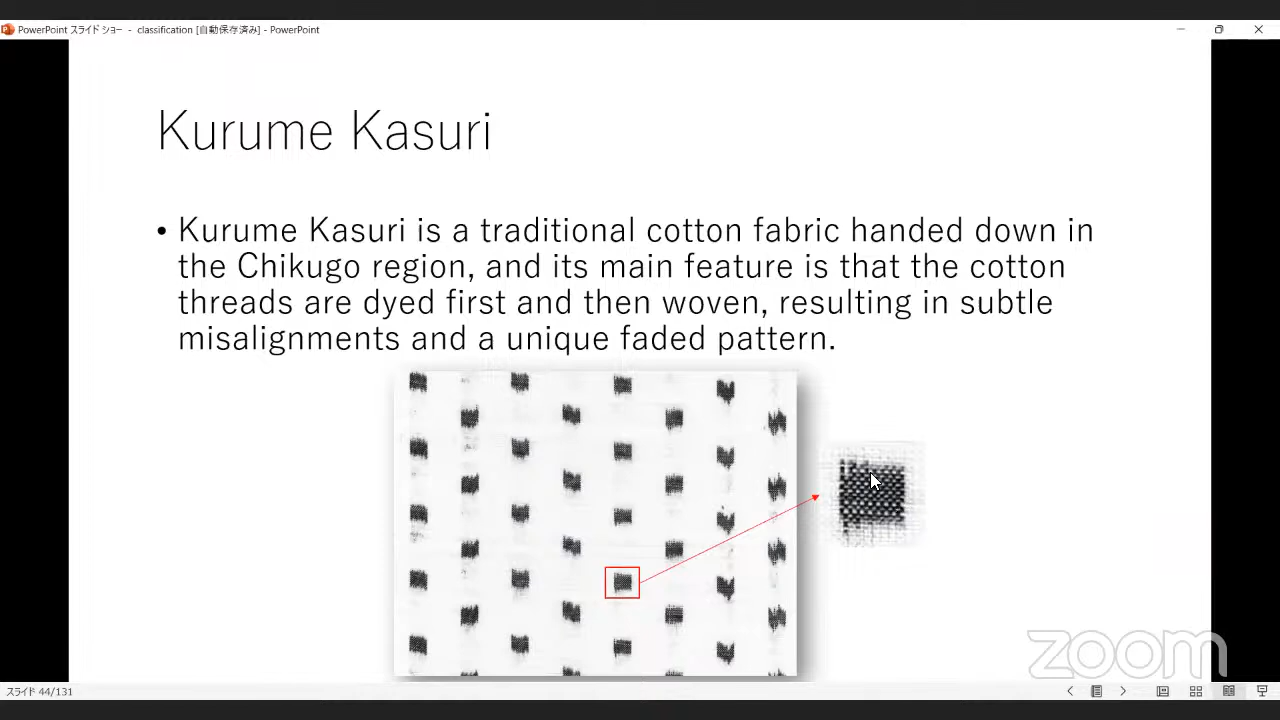 PowerPoint スライド ショー - classification [自動保存済み] - PowerPoint
Kurume Kasuri
• Kurume Kasuri is a traditional cotton fabric handed down in
the Chikugo region, and its main feature is that the cotton
threads are dyed first and then woven, resulting in subtle
misalignments and a unique faded pattern.
zoom
スライド 44/131